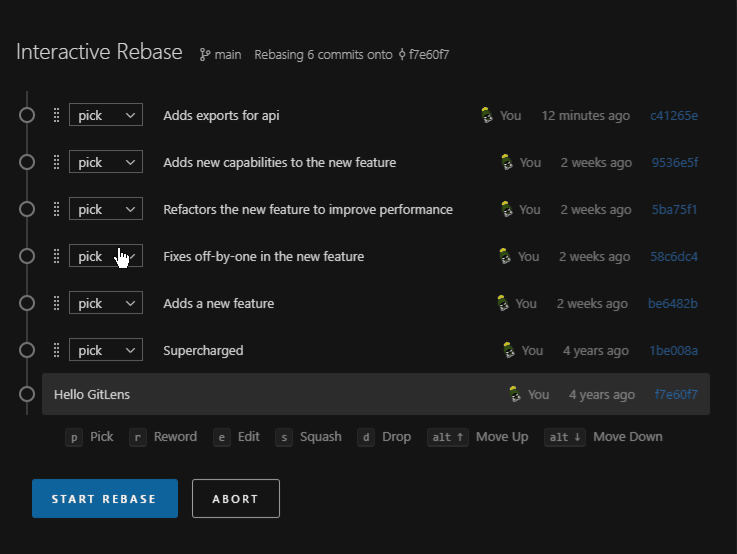 Interactive Rebase main Rebasing 6 commits onto f7e60f7
pick Adds exports for api You 12 minutes ago c41265e
pick Adds new capabilities to the new feature You 2 weeks ago 9536e5f
pick Refactors the new feature to improve performance You 2 weeks ago 5ba75f1
pick Fixes off-by-one in the new feature You 2 weeks ago 58c6dc4
pick Adds a new feature You 2 weeks ago be6482b
pick Supercharged You 4 years ago 1be008a
Hello GitLens You 4 years ago f7e60f7
p Pick r Reword e Edit s Squash d Drop alt ↑ Move Up alt ↓ Move Down
START REBASE ABORT